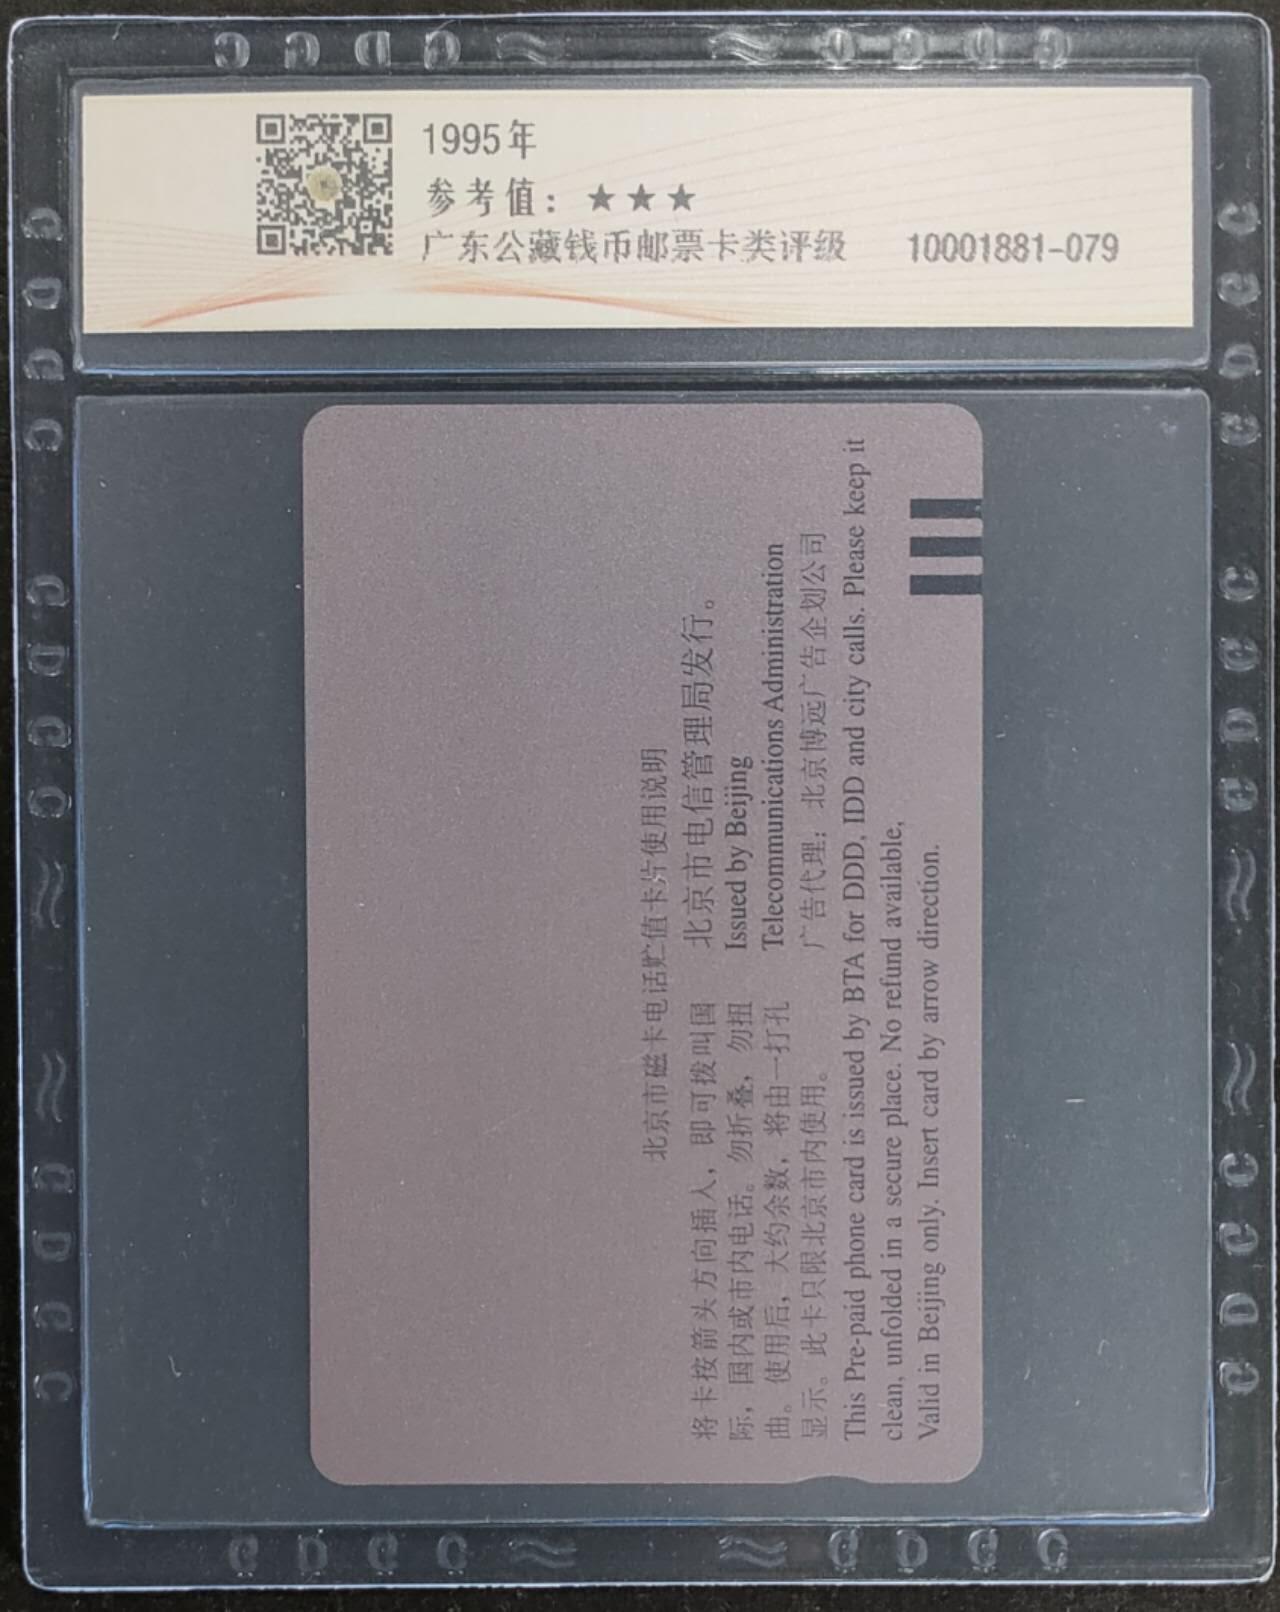 1995年
参考值：★★★
广东公藏钱币邮票卡类评级 10001881-079
北京市磁卡电话贮值卡片使用说明
将卡按箭头方向插入，即可拨叫国
际，国内或市内电话。勿折叠，勿扭
曲。使用后，大约余数，将由一打孔
显示。此卡只限北京市内使用。
北京市电信管理局发行。
Issued by Beijing
Telecommunications Administration
广告代理：北京博远广告企划公司
This Pre-paid phone card is issued by BTA for DDD, IDD and city calls. Please keep it
clean, unfolded in a secure place. No refund available,
Valid in Beijing only. Insert card by arrow direction.